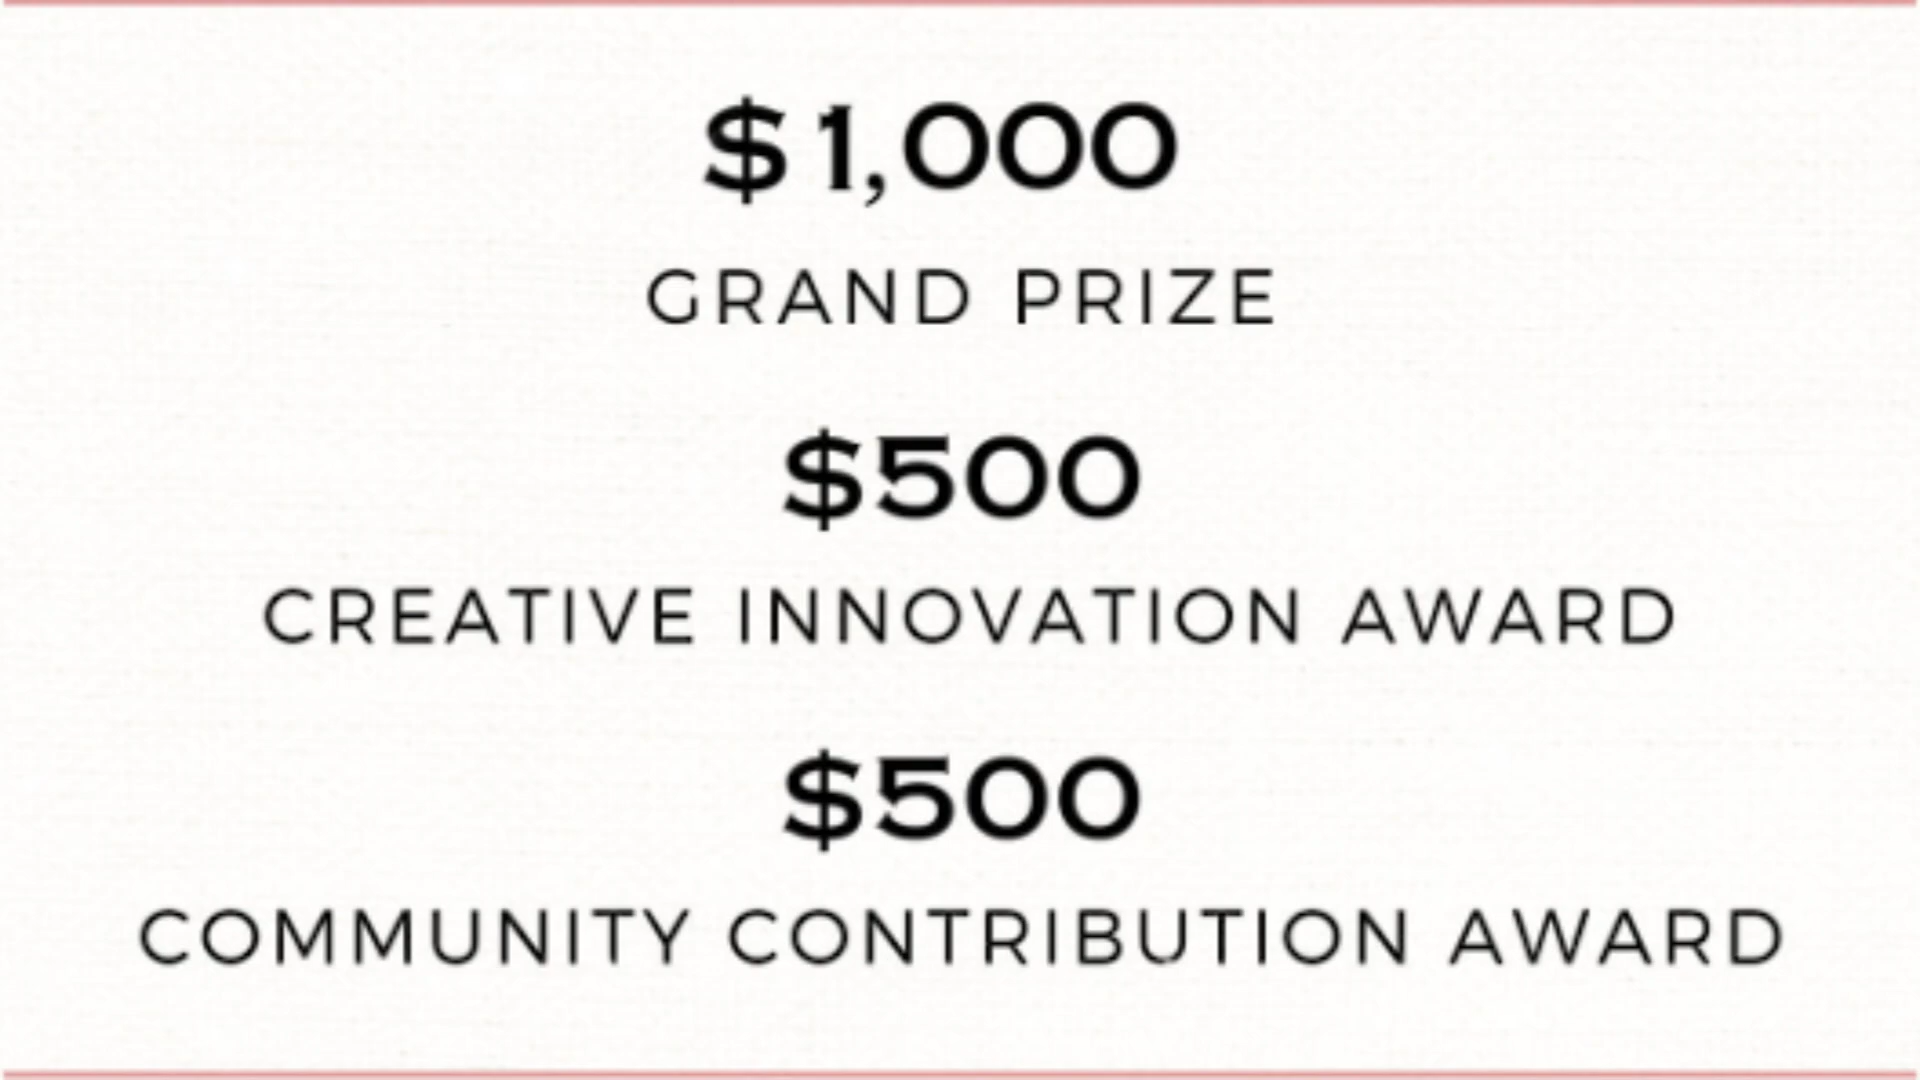 $1,000
GRAND PRIZE
$500
CREATIVE INNOVATION AWARD
$500
COMMUNITY CONTRIBUTION AWARD